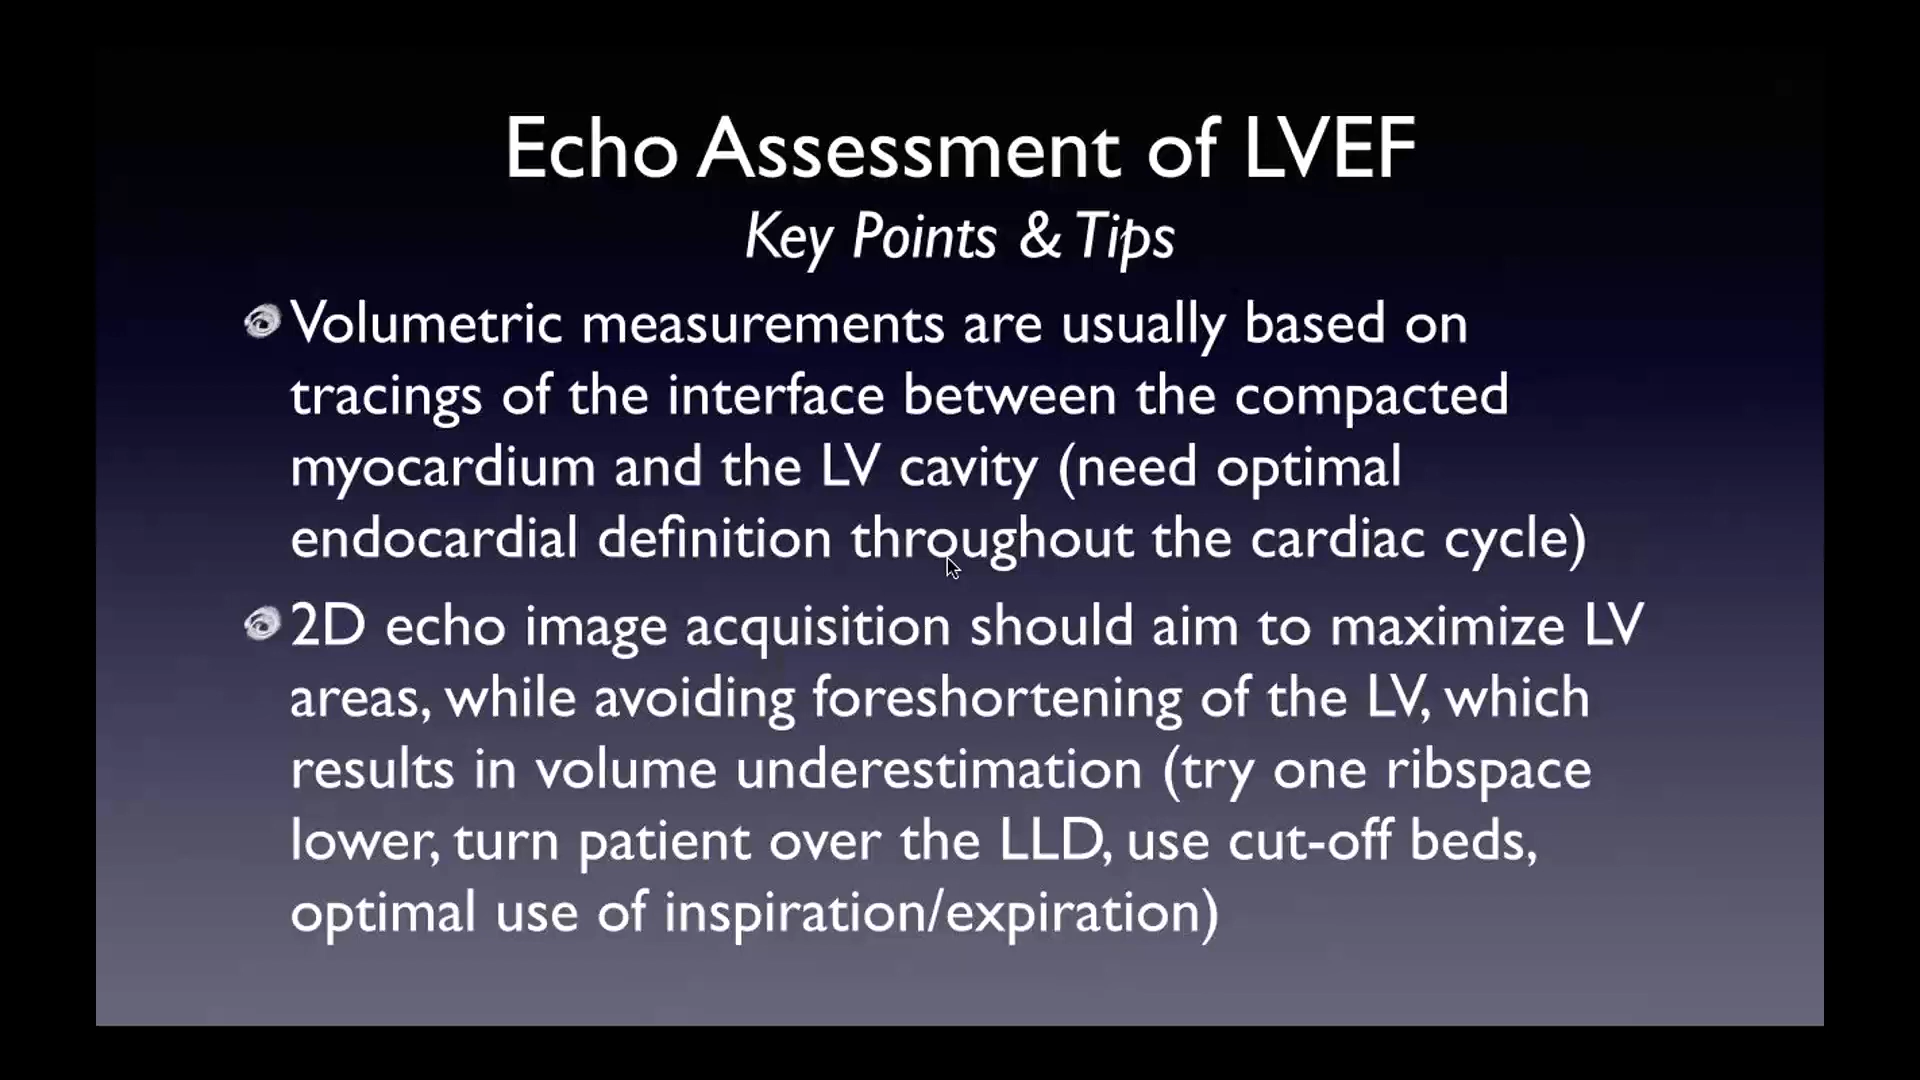 Echo Assessment of LVEF
Key Points & Tips
Volumetric measurements are usually based on
tracings of the interface between the compacted
myocardium and the LV cavity (need optimal
endocardial definition throughout the cardiac cycle)
2D echo image acquisition should aim to maximize LV
areas, while avoiding foreshortening of the LV, which
results in volume underestimation (try one ribspace
lower, turn patient over the LLD, use cut-off beds,
optimal use of inspiration/expiration)